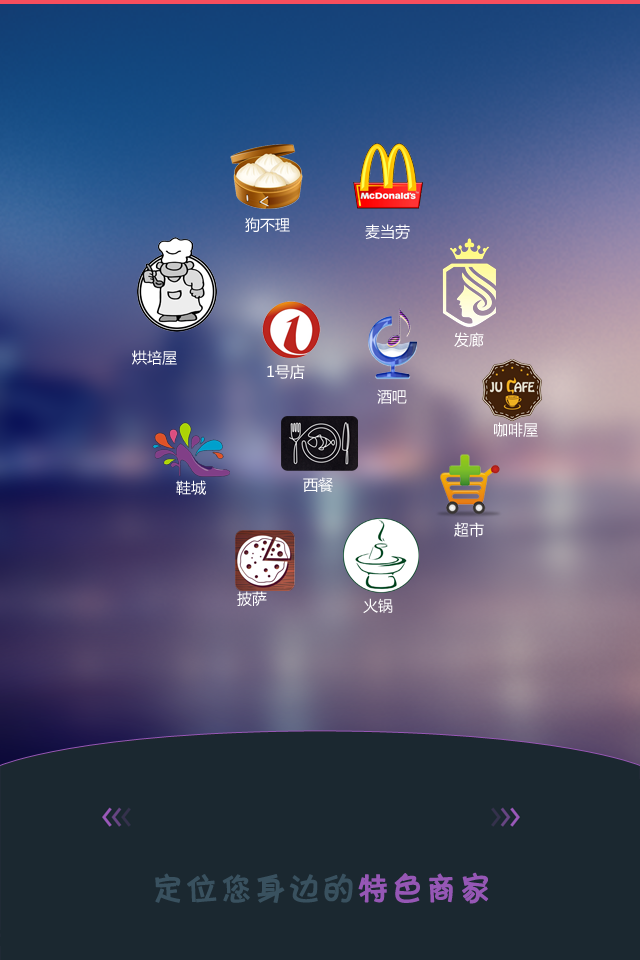 狗不理
McDonald's
麦当劳
发廊
烘培屋
1号店
酒吧
JU CAFE
咖啡屋
鞋城
西餐
超市
披萨
火锅
定位您身边的特色商家